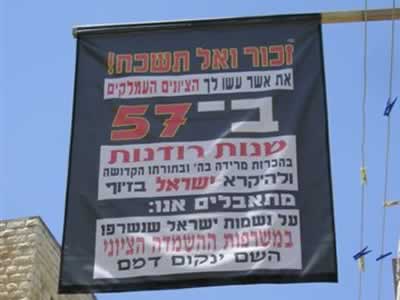 זכור ואל תשכח!
את אשר עשו לך הציונים העמלקים
ב־57
שנות רודנות
בהכרות מרידה בה' ובתורתו הקדושה
ולהיקרא ישראל בזיוף
מתאבלים אנו:
על נשמות ישראל שנשרפו
במשרפות ההשמדה הציוני
השם ינקום דמם